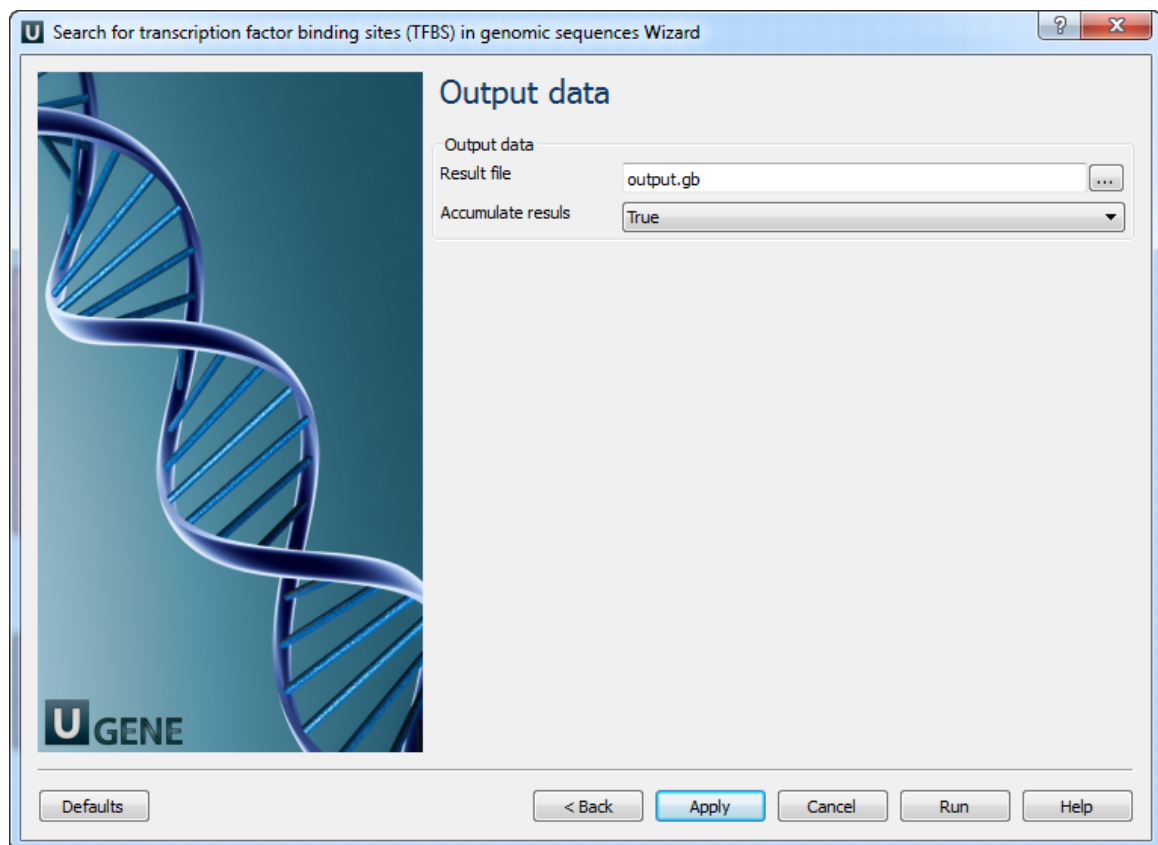 U Search for transcription factor binding sites (TFBS) in genomic sequences Wizard ? X
Output data
Output data
Result file output.gb ...
Accumulate resuls True
U GENE
Defaults < Back Apply Cancel Run Help